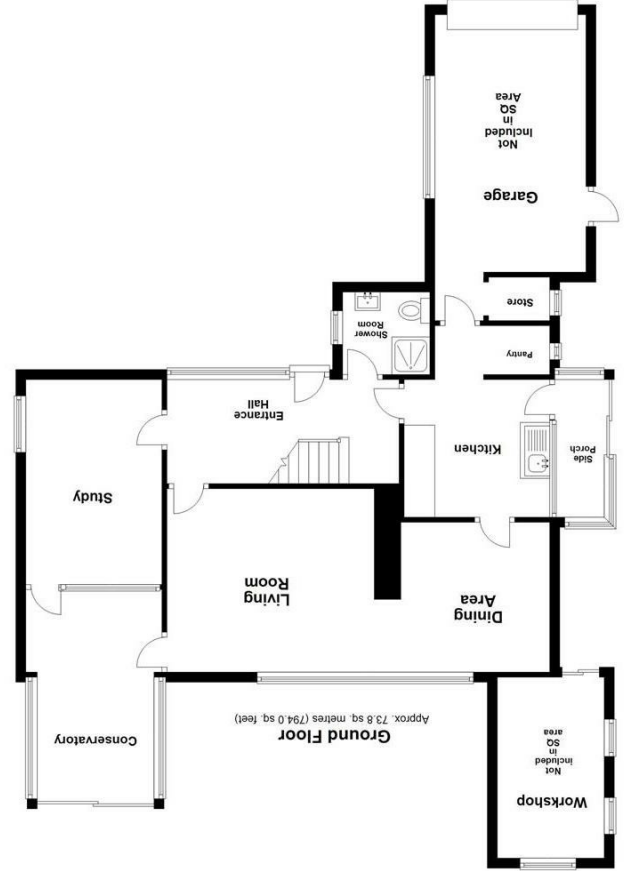 Workshop
Not
included
in
SQ
area
Ground Floor
Approx. 73.8 sq. metres (794.0 sq. feet)
Conservatory
Dining
Area
Living
Room
Study
Side
Porch
Kitchen
Entrance
Hall
Pantry
Shower
Room
Store
Garage
Not
Included
in
SQ
Area